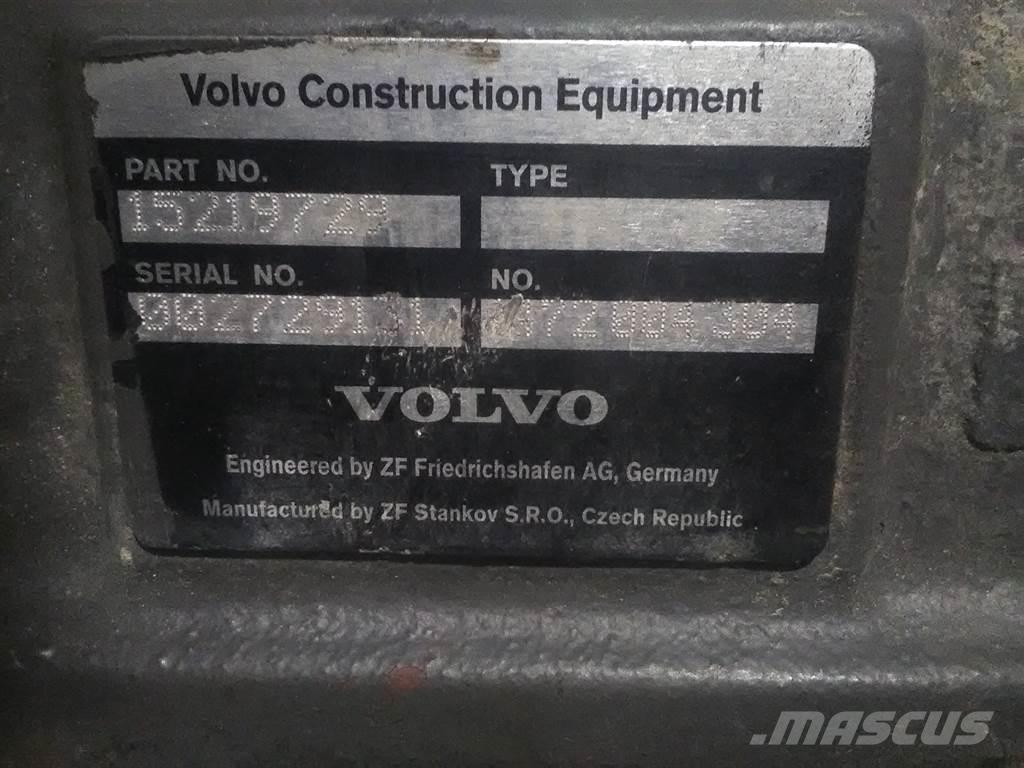 Volvo Construction Equipment
PART NO. TYPE
15219729
SERIAL NO. NO.
4472004304
VOLVO
Engineered by ZF Friedrichshafen AG, Germany
Manufactured by ZF Stankov S.R.O., Czech Republic
.MASCUS